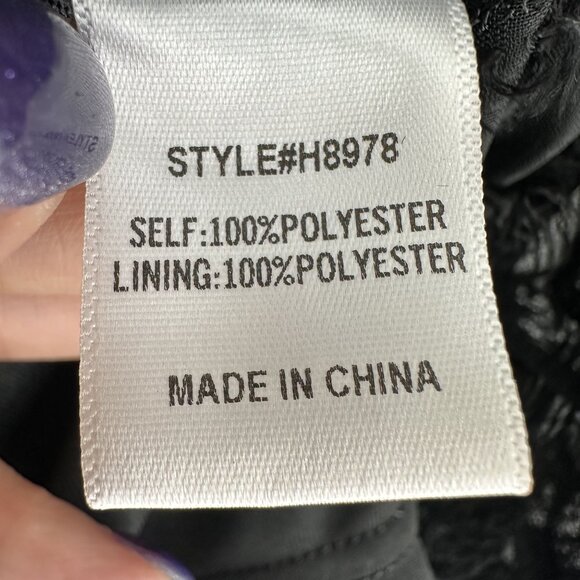 STYLE#H8978
SELF:100%POLYESTER
LINING:100%POLYESTER
MADE IN CHINA